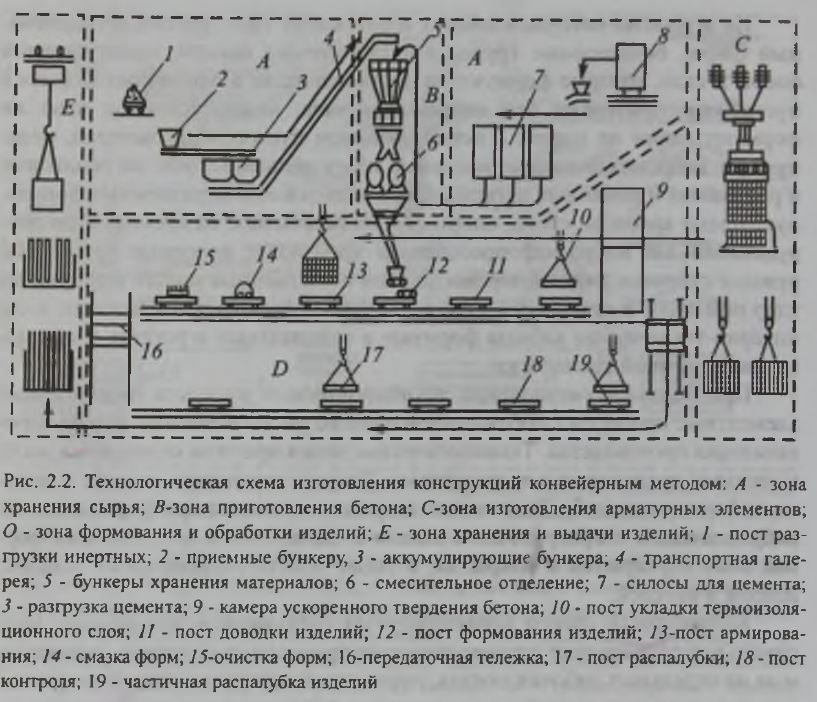 1
2
3
4
5
6
7
8
9
10
11
12
13
14
15
16
17
18
19
A
A
B
C
D
E
Рис. 2.2. Технологическая схема изготовления конструкций конвейерным методом: А - зона
хранения сырья; В-зона приготовления бетона; С-зона изготовления арматурных элементов;
О - зона формования и обработки изделий; Е - зона хранения и выдачи изделий; 1 - пост раз-
грузки инертных; 2 - приемные бункеру, 3 - аккумулирующие бункера; 4 - транспортная гале-
рея; 5 - бункеры хранения материалов; 6 - смесительное отделение; 7 - силосы для цемента;
3 - разгрузка цемента; 9 - камера ускоренного твердения бетона; 10 - пост укладки термоизоля-
ционного слоя; 11 - пост доводки изделий; 12 - пост формования изделий; 13-пост армирова-
ния; 14 - смазка форм; 15-очистка форм; 16-передаточная тележка; 17 - пост распалубки; 18 - пост
контроля; 19 - частичная распалубка изделий